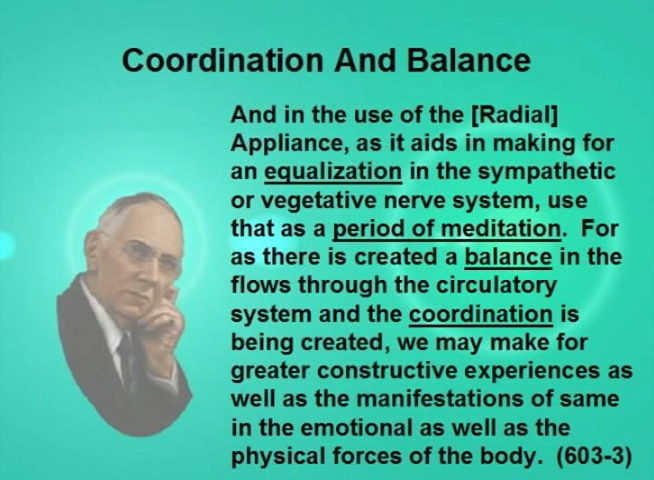 Coordination And Balance
And in the use of the [Radial]
Appliance, as it aids in making for
an equalization in the sympathetic
or vegetative nerve system, use
that as a period of meditation.  For
as there is created a balance in the
flows through the circulatory
system and the coordination is
being created, we may make for
greater constructive experiences as
well as the manifestations of same
in the emotional as well as the
physical forces of the body.  (603-3)